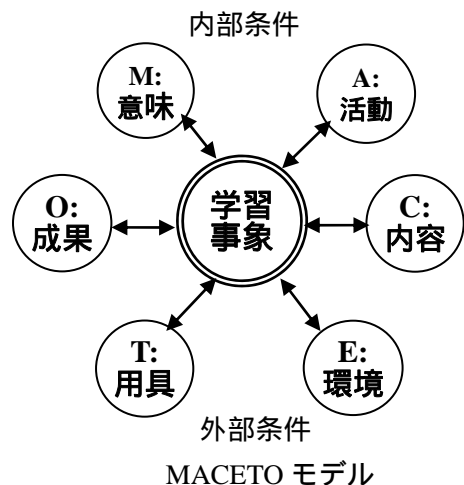 内部条件
M:
意味
A:
活動
O:
成果
学習
事象
C:
内容
T:
用具
E:
環境
外部条件
MACETO モデル